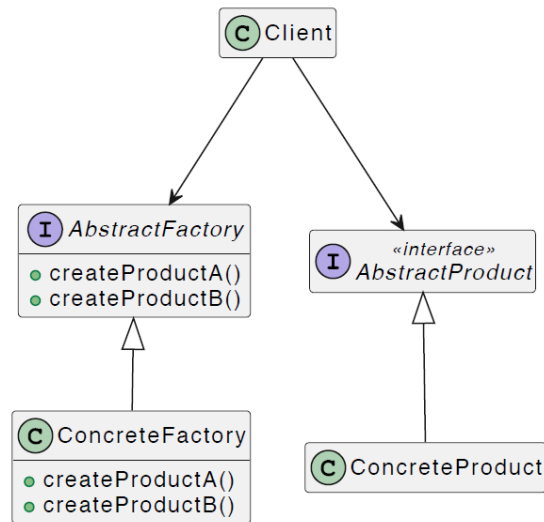 C Client
I AbstractFactory
createProductA()
createProductB()
«interface»
I AbstractProduct
C ConcreteFactory
createProductA()
createProductB()
C ConcreteProduct